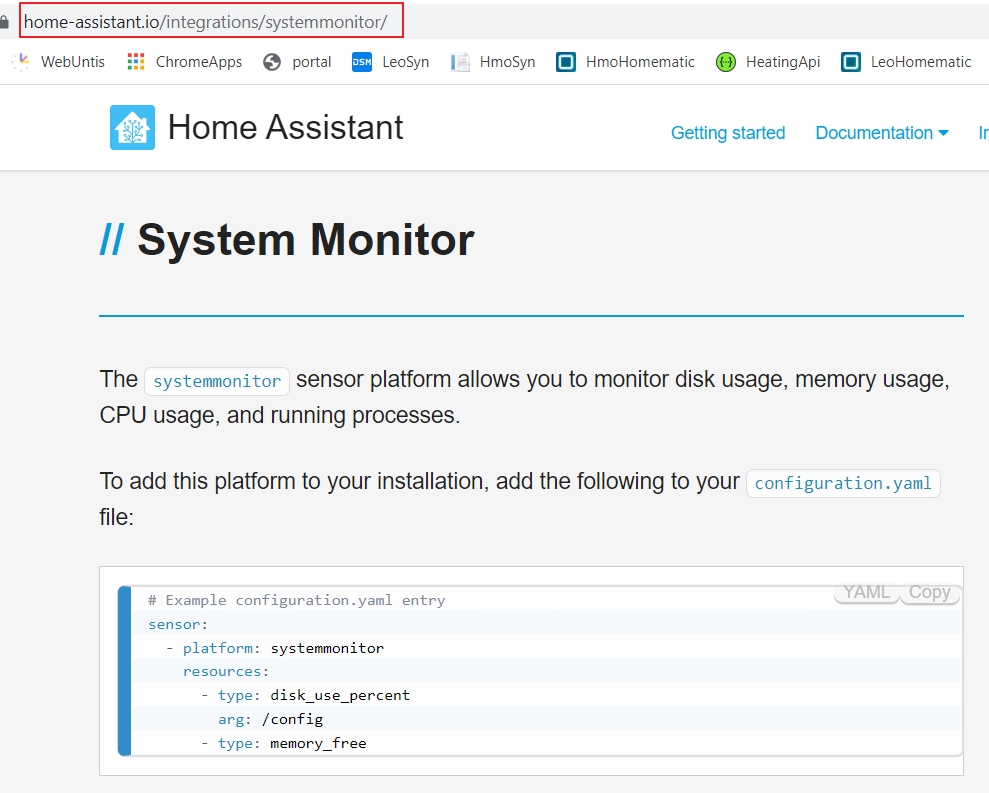 home-assistant.io/integrations/systemmonitor/
WebUntis ChromeApps portal DSM LeoSyn HmoSyn HmoHomematic HeatingApi LeoHomematic
Home Assistant Getting started Documentation
// System Monitor
The systemmonitor sensor platform allows you to monitor disk usage, memory usage,
CPU usage, and running processes.
To add this platform to your installation, add the following to your configuration.yaml
file:
YAML Copy
# Example configuration.yaml entry
sensor:
  - platform: systemmonitor
    resources:
      - type: disk_use_percent
        arg: /config
      - type: memory_free